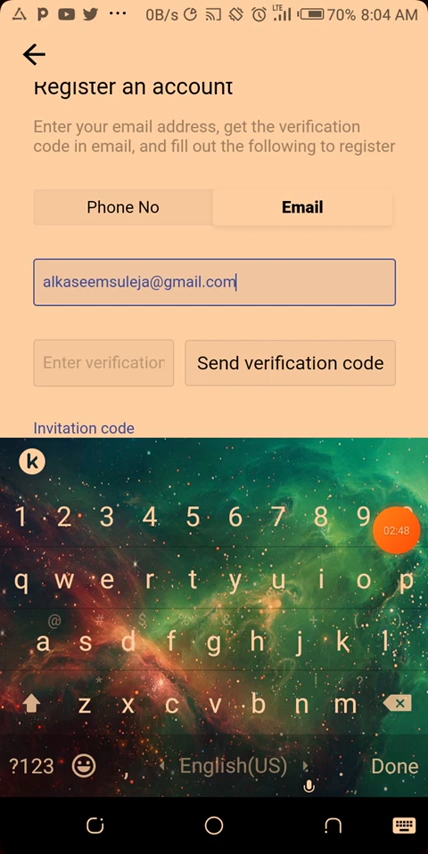 0B/s LTE 70% 8:04 AM
Register an account
Enter your email address, get the verification
code in email, and fill out the following to register
Phone No Email
alkaseemsuleja@gmail.com
Enter verification Send verification code
Invitation code
k
1 2 3 4 5 6 7 8 9
02:48
q w e r t y u i o p
@ # $ & + (
a s d f g h j k l
* ! ?
z x c v b n m
?123 , English(US) Done